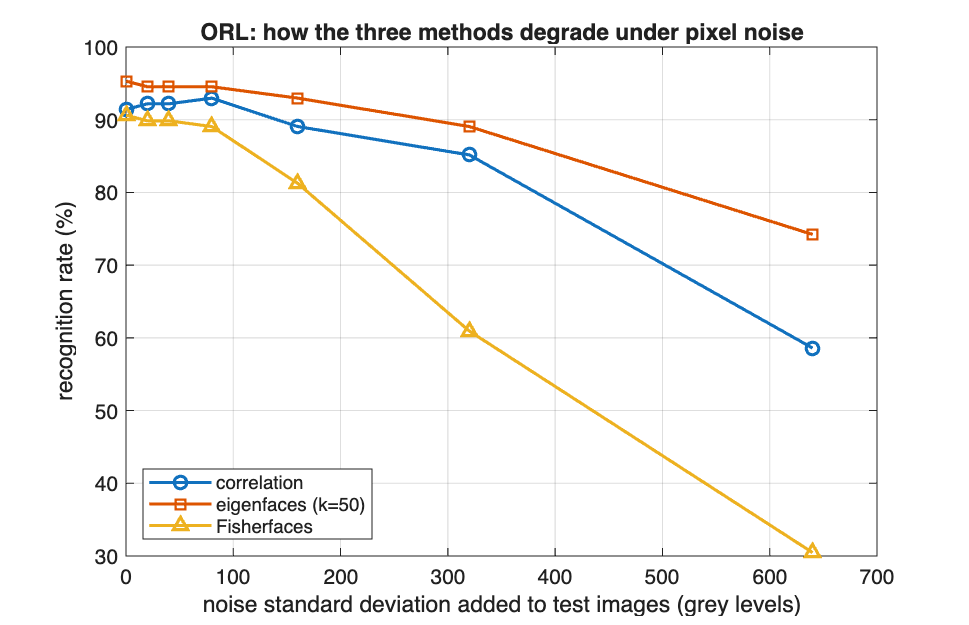 ORL: how the three methods degrade under pixel noise
100
90
80
70
60
50
40
30
recognition rate (%)
correlation
eigenfaces (k=50)
Fisherfaces
0 100 200 300 400 500 600 700
noise standard deviation added to test images (grey levels)